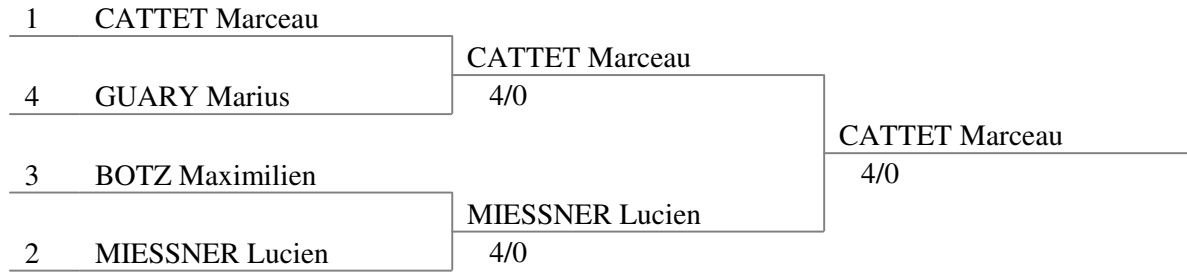 1 CATTET Marceau
CATTET Marceau
4 GUARY Marius
4/0
CATTET Marceau
3 BOTZ Maximilien
4/0
MIESSNER Lucien
2 MIESSNER Lucien
4/0